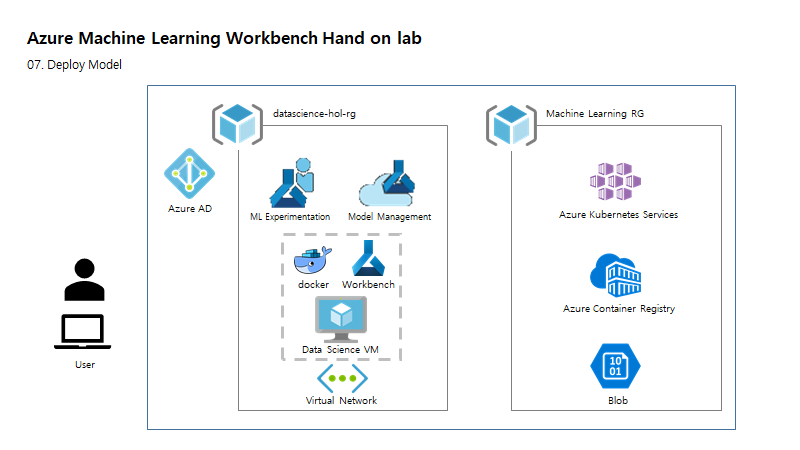 Azure Machine Learning Workbench Hand on lab
07. Deploy Model
datascience-hol-rg
Machine Learning RG
Azure AD
ML Experimentation
Model Management
Azure Kubernetes Services
docker
Workbench
Azure Container Registry
Data Science VM
User
Virtual Network
10
01
Blob